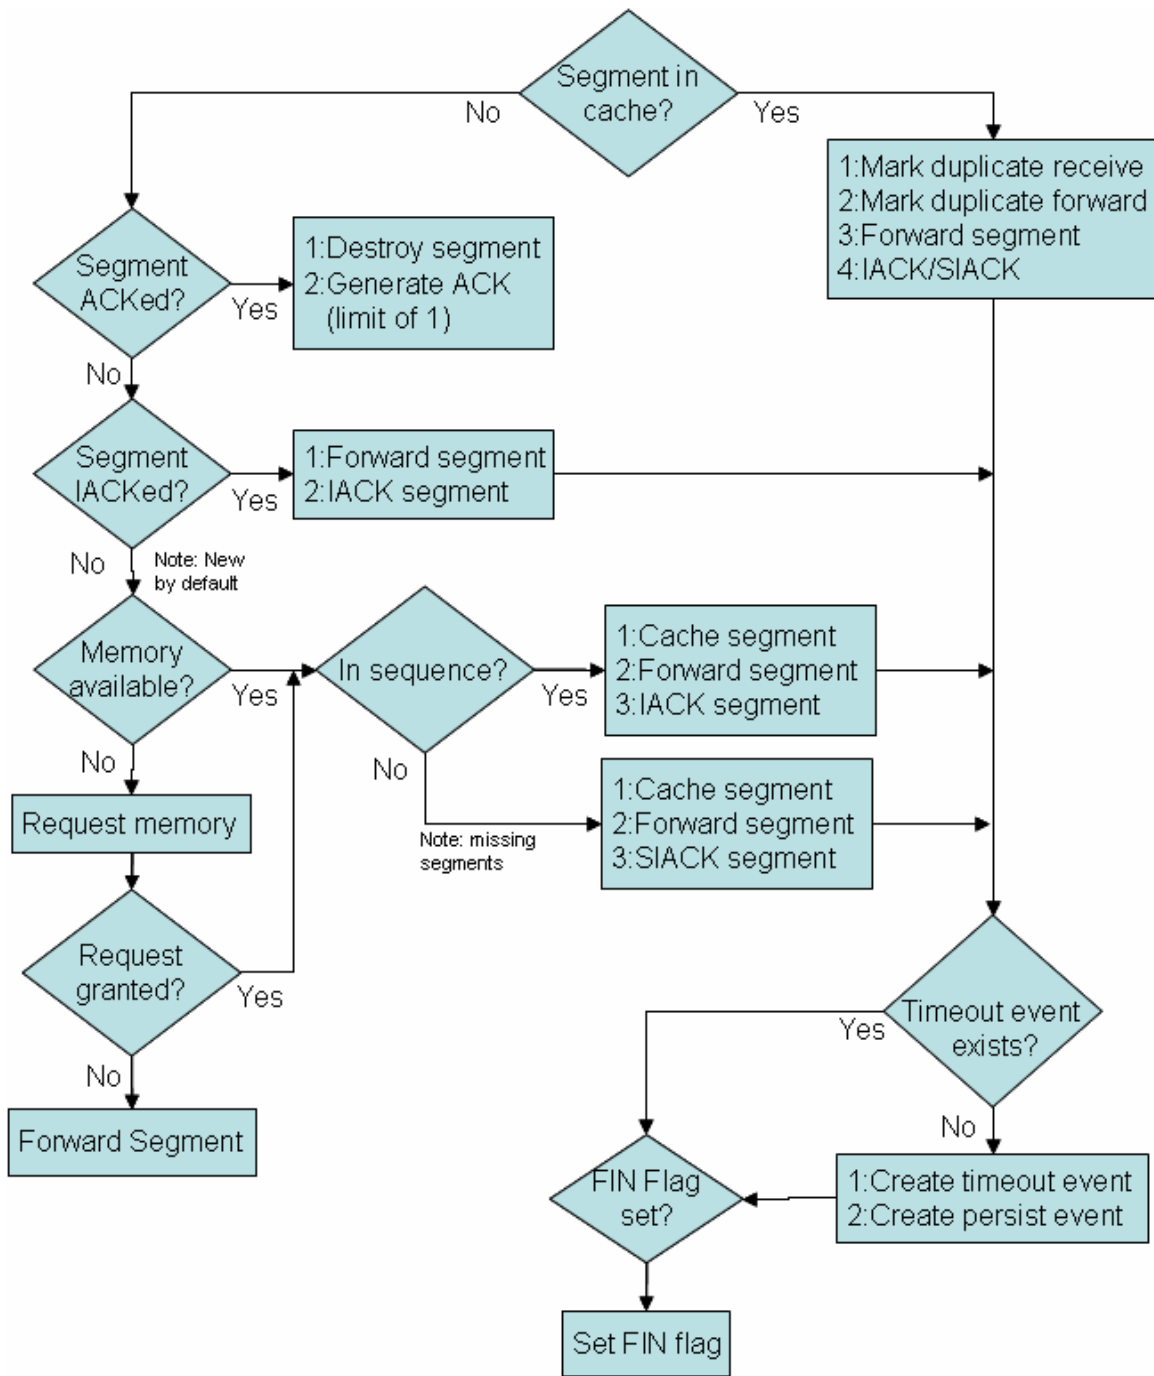 Segment in
cache?
No
Yes
1:Mark duplicate receive
2:Mark duplicate forward
3:Forward segment
4:IACK/SIACK
Segment
ACKed?
Yes
1:Destroy segment
2:Generate ACK
(limit of 1)
No
Segment
IACKed?
Yes
1:Forward segment
2:IACK segment
No
Note: New
by default
Memory
available?
Yes
In sequence?
Yes
1:Cache segment
2:Forward segment
3:IACK segment
No
No
Note: missing
segments
1:Cache segment
2:Forward segment
3:SIACK segment
Request memory
Request
granted?
Yes
No
Forward Segment
Timeout event
exists?
Yes
No
1:Create timeout event
2:Create persist event
FIN Flag
set?
Set FIN flag